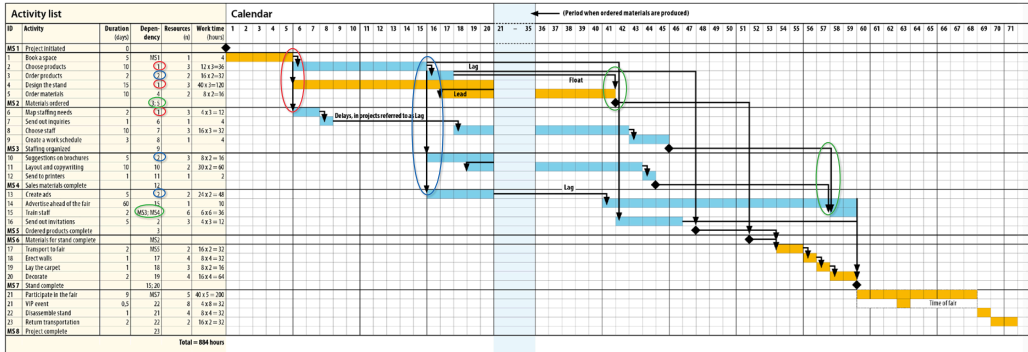 Activity list
Calendar
(Period when ordered materials are produced)
ID Activity Duration (days) Dependency Resources (n) Work time (hours)
1 2 3 4 5 6 7 8 9 10 11 12 13 14 15 16 17 18 19 20 21 – 35 36 37 38 39 40 41 42 43 44 45 46 47 48 49 50 51 52 53 54 55 56 57 58 59 60 61 62 63 64 65 66 67 68 69 70 71
MS 1 Project initiated 0
1 Book a space 5 MS1 1 4
2 Choose products 10 1 3 12 x 3=36
Lag
3 Order products 2 2 2 16 x 2=32
4 Design the stand 15 1 3 40 x 3=120
Float
5 Order materials 10 4 2 8 x 2=16
Lead
MS 2 Materials ordered 3; 5
6 Map staffing needs 2 1 3 4 x 3 = 12
7 Send out inquiries 1 6 1 4
Delays, in projects referred to as Lag
8 Choose staff 10 7 3 16 x 3 = 32
9 Create a work schedule 3 8 1 4
MS 3 Staffing organized 9
10 Suggestions on brochures 5 2 3 8 x 2 = 16
11 Layout and copywriting 10 10 2 30 x 2 = 60
12 Send to printers 1 11 1 2
MS 4 Sales materials complete 12
13 Create ads 5 2 2 24 x 2 = 48
Lag
14 Advertise ahead of the fair 60 15 1 10
15 Train staff 2 MS3; MS4 6 6 x 6 = 36
16 Send out invitations 2 3 4 x 3 = 12
MS 5 Ordered products complete 3
MS 6 Materials for stand complete MS2
17 Transport to fair 2 MS5 2 16 x 2 = 32
18 Erect walls 1 17 4 8 x 4 = 32
19 Lay the carpet 1 18 3 8 x 2 = 16
20 Decorate 2 19 4 16 x 4 = 64
MS 7 Stand complete 15; 20
21 Participate in the fair 9 MS7 5 40 x 5 = 200
21 VIP event 0,5 22 8 4 x 8 = 32
Time of fair
22 Disassemble stand 1 21 4 8 x 4 = 32
23 Return transportation 2 22 2 16 x 2 = 32
MS 8 Project complete 23
Total = 884 hours